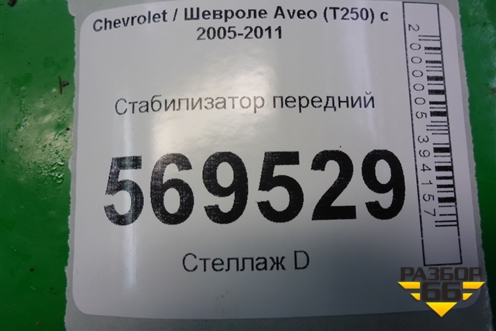 Chevrolet / Шевроле Aveo (T250) с
2005-2011
Стабилизатор передний
569529
Стеллаж D
2000005394157
РАЗБОР
66